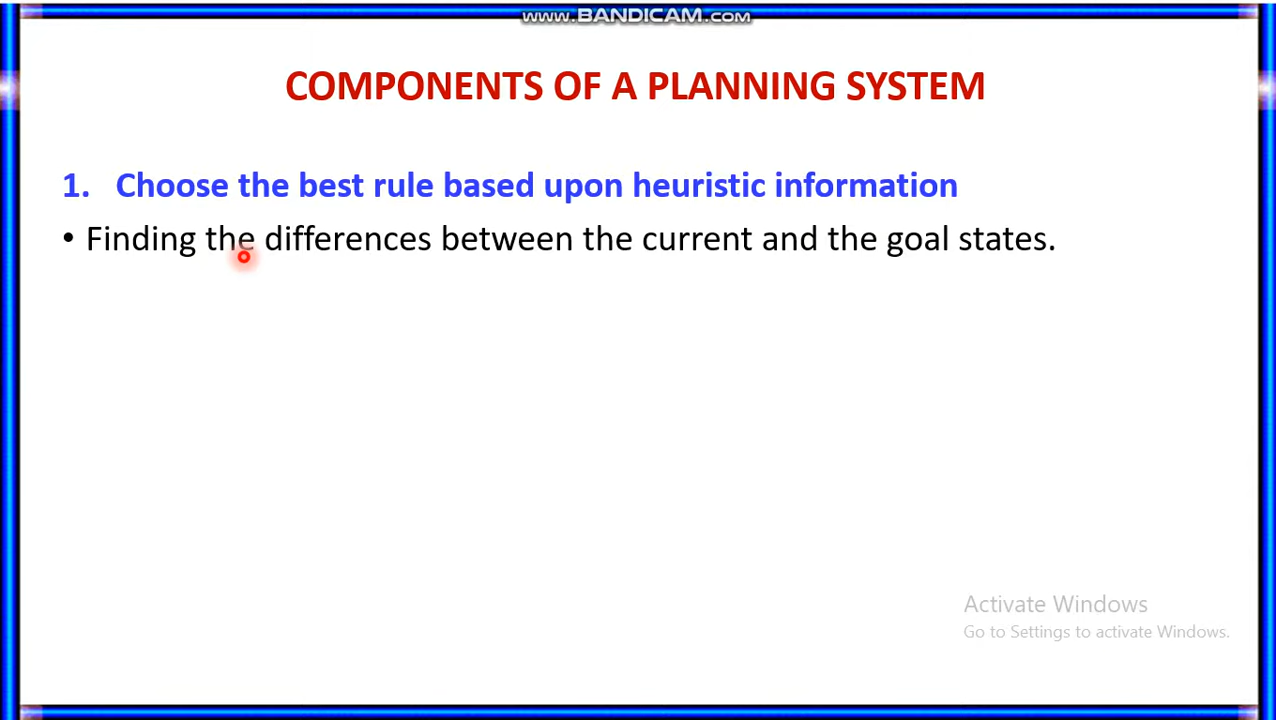 WWW.BANDICAM.COM
COMPONENTS OF A PLANNING SYSTEM
1. Choose the best rule based upon heuristic information
• Finding the differences between the current and the goal states.
Activate Windows
Go to Settings to activate Windows.